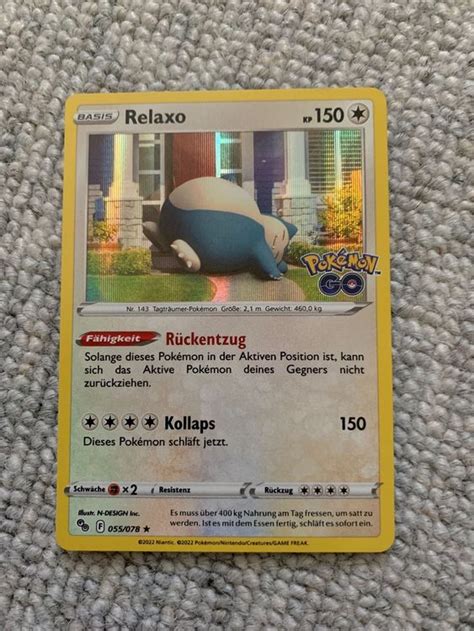 BASIS Relaxo KP 150
POKÉMON
GO
Nr. 143 Tagträumer-Pokémon Größe: 2,1 m Gewicht: 460,0 kg
Fähigkeit Rückentzug
Solange dieses Pokémon in der Aktiven Position ist, kann
sich das Aktive Pokémon deines Gegners nicht
zurückziehen.
Kollaps 150
Dieses Pokémon schläft jetzt.
Schwäche ×2 Resistenz Rückzug
Illustr. N-DESIGN Inc.
Es muss über 400 kg Nahrung am Tag fressen, um satt zu
werden. Ist es mit dem Essen fertig, schläft es sofort ein.
F 055/078 ★
©2022 Niantic. ©2022 Pokémon/Nintendo/Creatures/GAME FREAK.